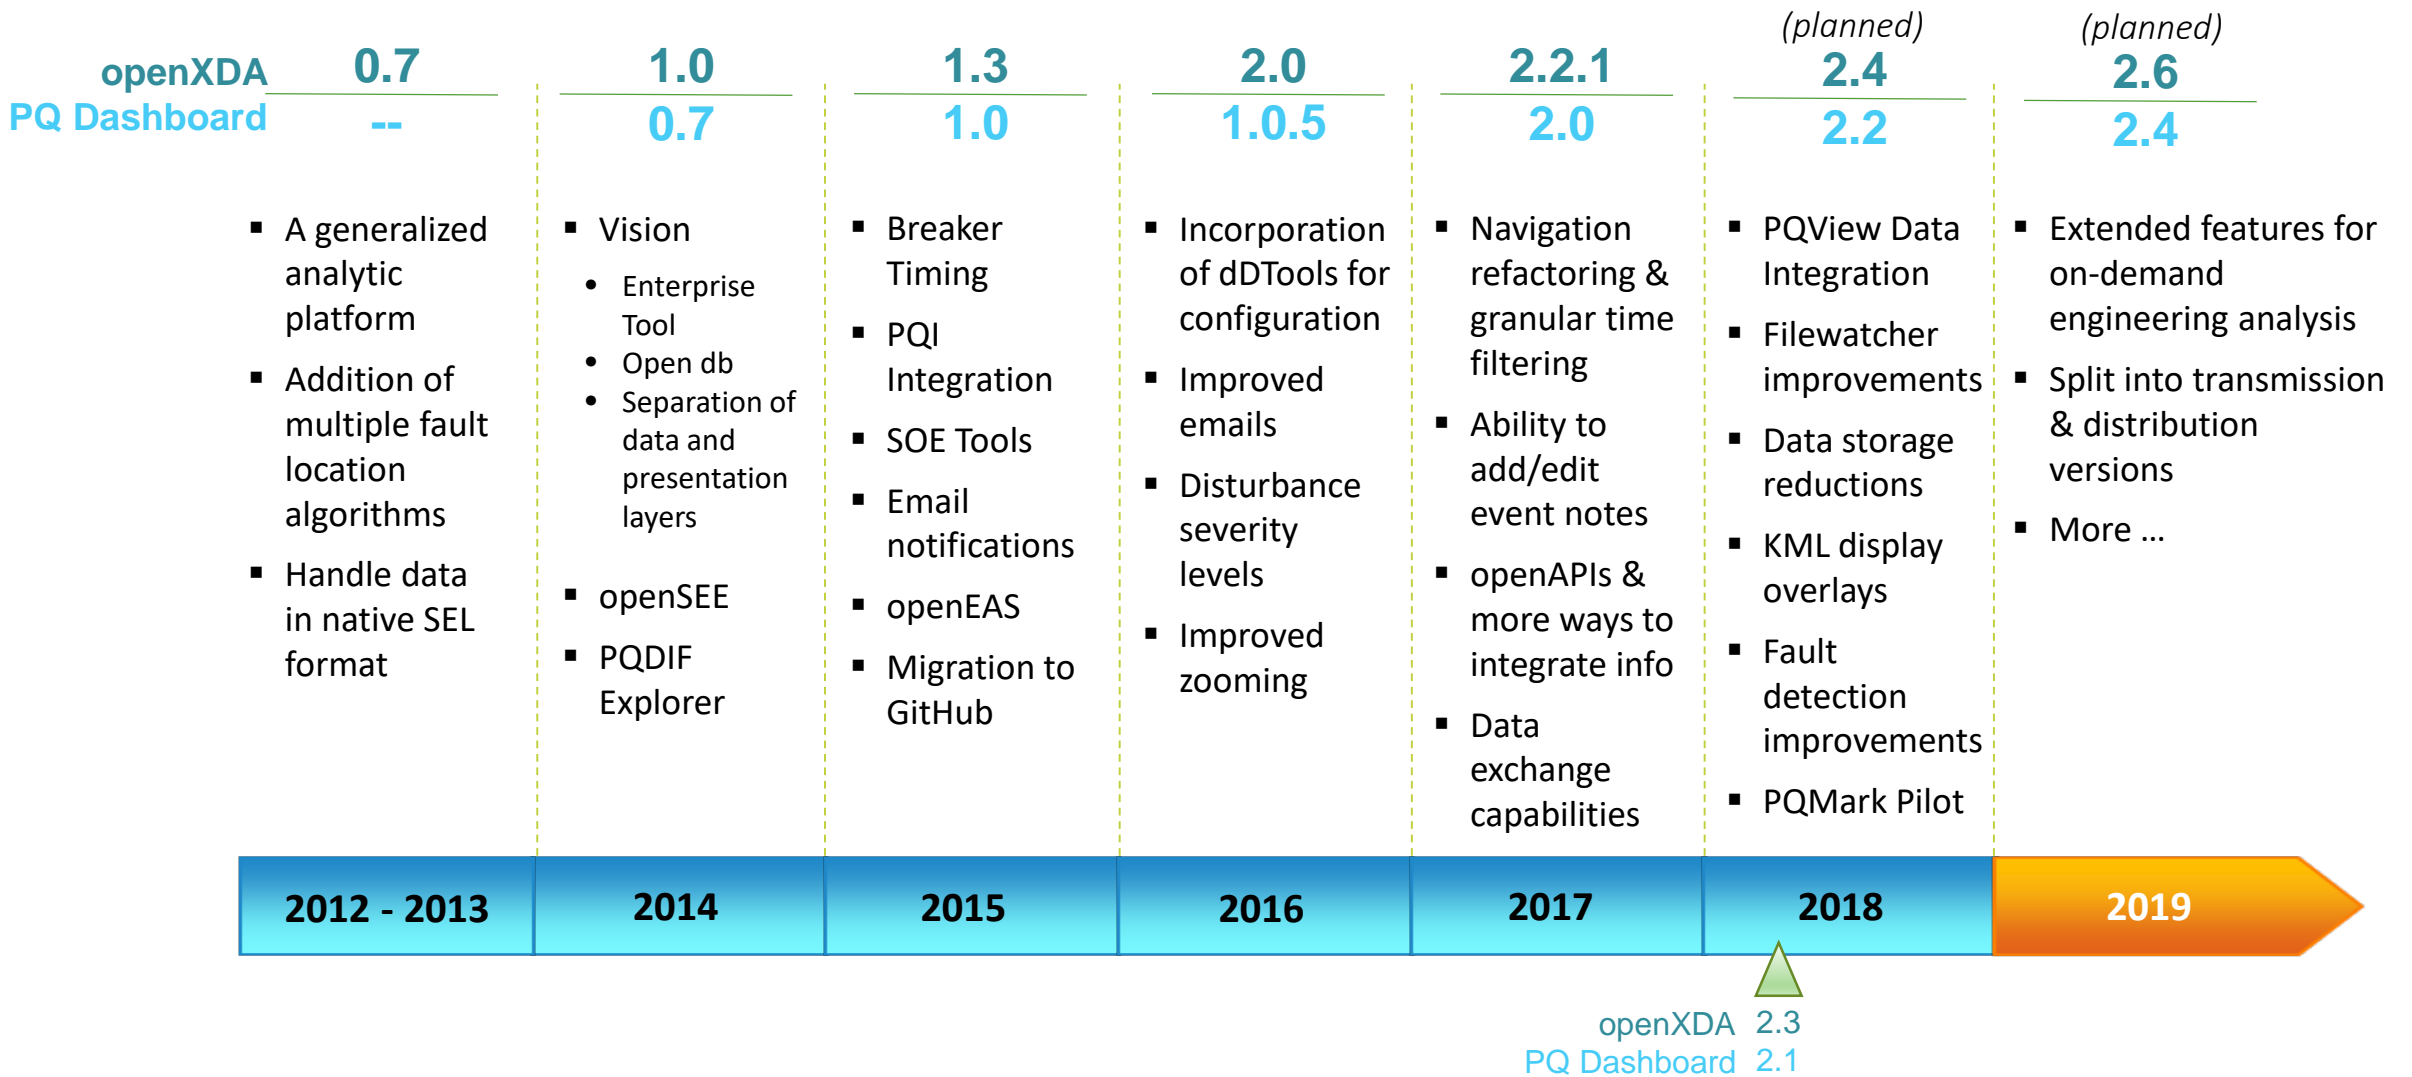 openXDA
PQ Dashboard
0.7
--
1.0
0.7
1.3
1.0
2.0
1.0.5
2.2.1
2.0
(planned)
2.4
2.2
(planned)
2.6
2.4
▪ A generalized
analytic
platform
▪ Addition of
multiple fault
location
algorithms
▪ Handle data
in native SEL
format
▪ Vision
• Enterprise
Tool
• Open db
• Separation of
data and
presentation
layers
▪ openSEE
▪ PQDIF
Explorer
▪ Breaker
Timing
▪ PQI
Integration
▪ SOE Tools
▪ Email
notifications
▪ openEAS
▪ Migration to
GitHub
▪ Incorporation
of dDTools for
configuration
▪ Improved
emails
▪ Disturbance
severity
levels
▪ Improved
zooming
▪ Navigation
refactoring &
granular time
filtering
▪ Ability to
add/edit
event notes
▪ openAPIs &
more ways to
integrate info
▪ Data
exchange
capabilities
▪ PQView Data
Integration
▪ Filewatcher
improvements
▪ Data storage
reductions
▪ KML display
overlays
▪ Fault
detection
improvements
▪ PQMark Pilot
▪ Extended features for
on-demand
engineering analysis
▪ Split into transmission
& distribution
versions
▪ More …
2012 - 2013
2014
2015
2016
2017
2018
2019
openXDA 2.3
PQ Dashboard 2.1